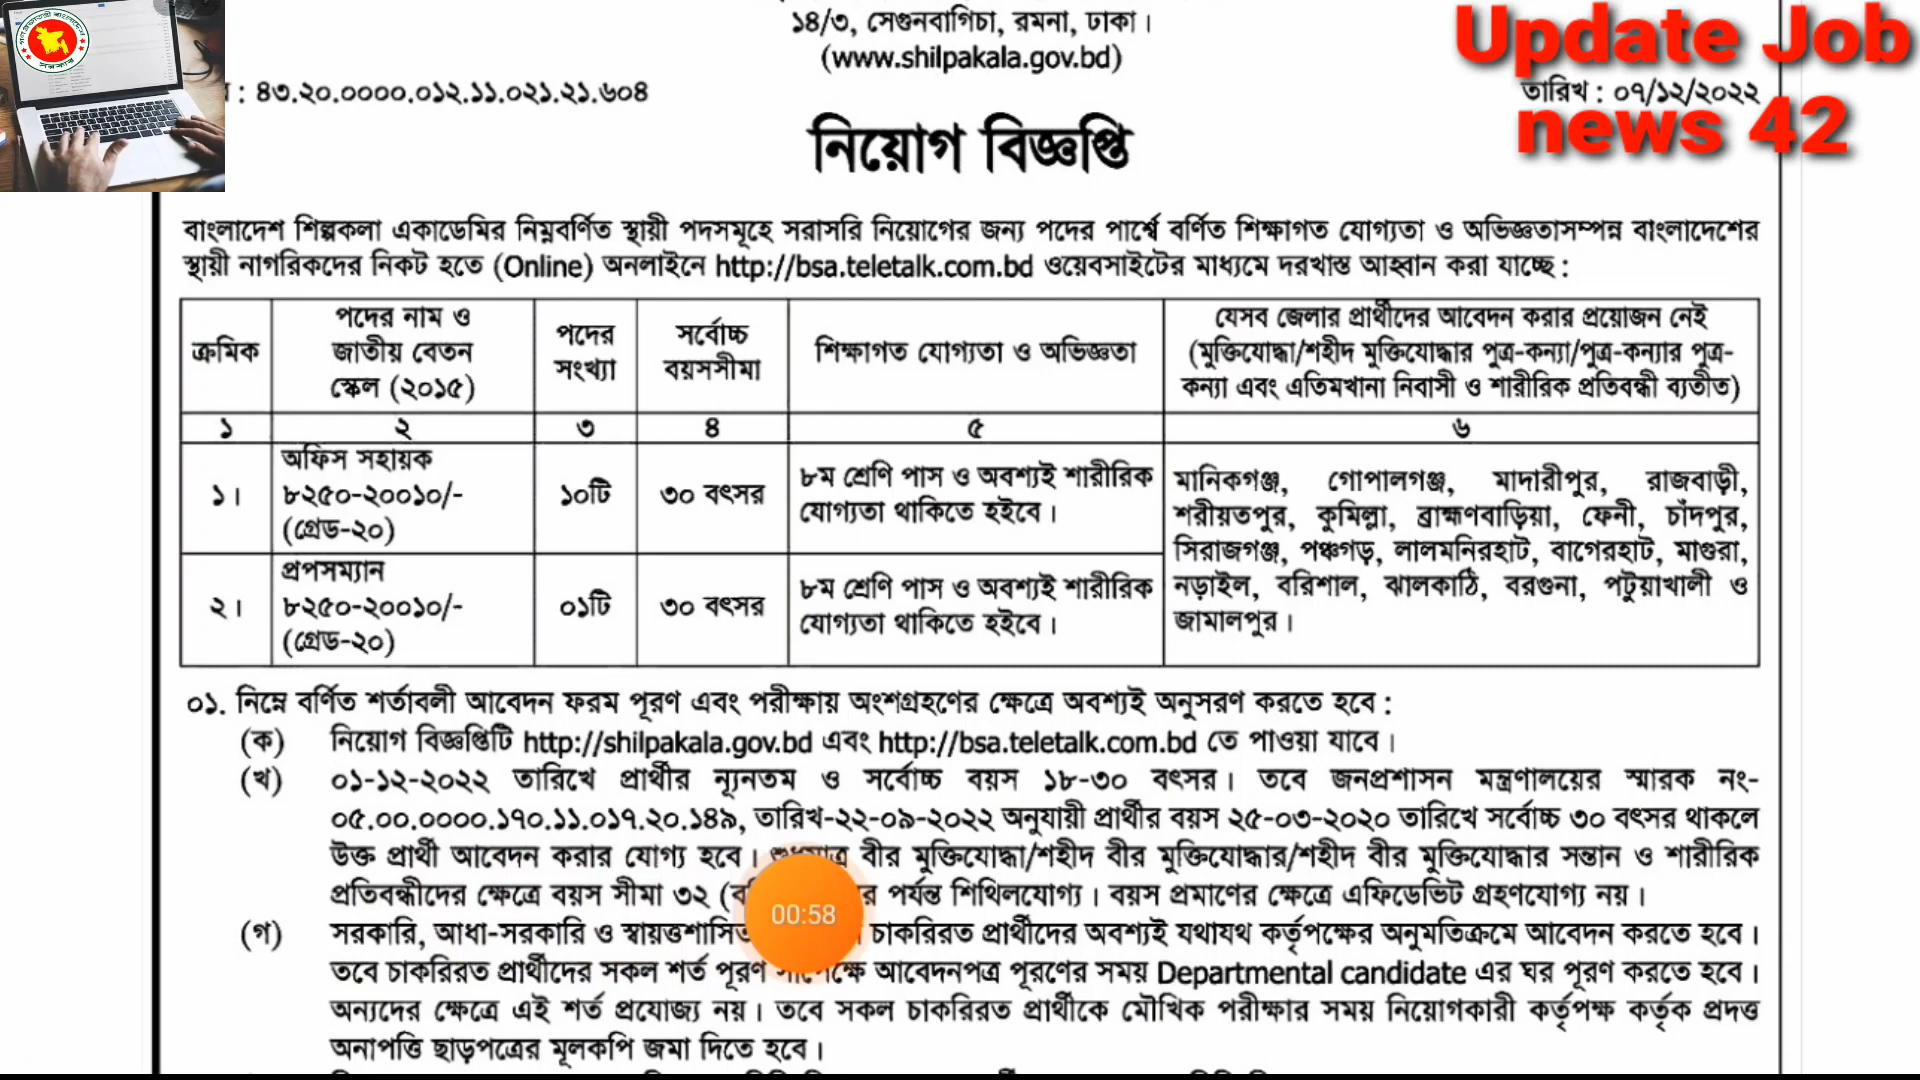 ১৪/৩, সেগুনবাগিচা, রমনা, ঢাকা।
(www.shilpakala.gov.bd)
Update Job
news 42
: ৪৩.২০.০০০০.০১২.১১.০২১.২১.৬০৪
তারিখ : ০৭/১২/২০২২
নিয়োগ বিজ্ঞপ্তি
বাংলাদেশ শিল্পকলা একাডেমির নিম্নবর্ণিত স্থায়ী পদসমূহে সরাসরি নিয়োগের জন্য পদের পার্শ্বে বর্ণিত শিক্ষাগত যোগ্যতা ও অভিজ্ঞতাসম্পন্ন বাংলাদেশের
স্থায়ী নাগরিকদের নিকট হতে (Online) অনলাইনে http://bsa.teletalk.com.bd ওয়েবসাইটের মাধ্যমে দরখাস্ত আহ্বান করা যাচ্ছে :
ক্রমিক
পদের নাম ও
জাতীয় বেতন
স্কেল (২০১৫)
পদের
সংখ্যা
সর্বোচ্চ
বয়সসীমা
শিক্ষাগত যোগ্যতা ও অভিজ্ঞতা
যেসব জেলার প্রার্থীদের আবেদন করার প্রয়োজন নেই
(মুক্তিযোদ্ধা/শহীদ মুক্তিযোদ্ধার পুত্র-কন্যা/পুত্র-কন্যার পুত্র-
কন্যা এবং এতিমখানা নিবাসী ও শারীরিক প্রতিবন্ধী ব্যতীত)
১ ২ ৩ ৪ ৫ ৬
১।
অফিস সহায়ক
৮২৫০-২০০১০/-
(গ্রেড-২০)
১০টি
৩০ বৎসর
৮ম শ্রেণি পাস ও অবশ্যই শারীরিক
যোগ্যতা থাকিতে হইবে।
মানিকগঞ্জ, গোপালগঞ্জ, মাদারীপুর, রাজবাড়ী,
শরীয়তপুর, কুমিল্লা, ব্রাহ্মণবাড়িয়া, ফেনী, চাঁদপুর,
সিরাজগঞ্জ, পঞ্চগড়, লালমনিরহাট, বাগেরহাট, মাগুরা,
নড়াইল, বরিশাল, ঝালকাঠি, বরগুনা, পটুয়াখালী ও
জামালপুর।
২।
প্রপসম্যান
৮২৫০-২০০১০/-
(গ্রেড-২০)
০১টি
৩০ বৎসর
৮ম শ্রেণি পাস ও অবশ্যই শারীরিক
যোগ্যতা থাকিতে হইবে।
০১. নিম্নে বর্ণিত শর্তাবলী আবেদন ফরম পূরণ এবং পরীক্ষায় অংশগ্রহণের ক্ষেত্রে অবশ্যই অনুসরণ করতে হবে :
(ক) নিয়োগ বিজ্ঞপ্তিটি http://shilpakala.gov.bd এবং http://bsa.teletalk.com.bd তে পাওয়া যাবে।
(খ) ০১-১২-২০২২ তারিখে প্রার্থীর ন্যূনতম ও সর্বোচ্চ বয়স ১৮-৩০ বৎসর। তবে জনপ্রশাসন মন্ত্রণালয়ের স্মারক নং-
০৫.০০.০০০০.১৭০.১১.০১৭.২০.১৪৯, তারিখ-২২-০৯-২০২২ অনুযায়ী প্রার্থীর বয়স ২৫-০৩-২০২০ তারিখে সর্বোচ্চ ৩০ বৎসর থাকলে
উক্ত প্রার্থী আবেদন করার যোগ্য হবে। বীর মুক্তিযোদ্ধা/শহীদ বীর মুক্তিযোদ্ধার/শহীদ বীর মুক্তিযোদ্ধার সন্তান ও শারীরিক
প্রতিবন্ধীদের ক্ষেত্রে বয়স সীমা ৩২ পর্যন্ত শিথিলযোগ্য। বয়স প্রমাণের ক্ষেত্রে এফিডেভিট গ্রহণযোগ্য নয়।
00:58
(গ) সরকারি, আধা-সরকারি ও চাকরিরত প্রার্থীদের অবশ্যই যথাযথ কর্তৃপক্ষের অনুমতিক্রমে আবেদন করতে হবে।
তবে চাকরিরত প্রার্থীদের সকল শর্ত পূরণ সাপেক্ষে আবেদনপত্র পূরণের সময় Departmental candidate এর ঘর পূরণ করতে হবে।
অন্যদের ক্ষেত্রে এই শর্ত প্রযোজ্য নয়। তবে সকল চাকরিরত প্রার্থীকে মৌখিক পরীক্ষার সময় নিয়োগকারী কর্তৃপক্ষ কর্তৃক প্রদত্ত
অনাপত্তি ছাড়পত্রের মূলকপি জমা দিতে হবে।